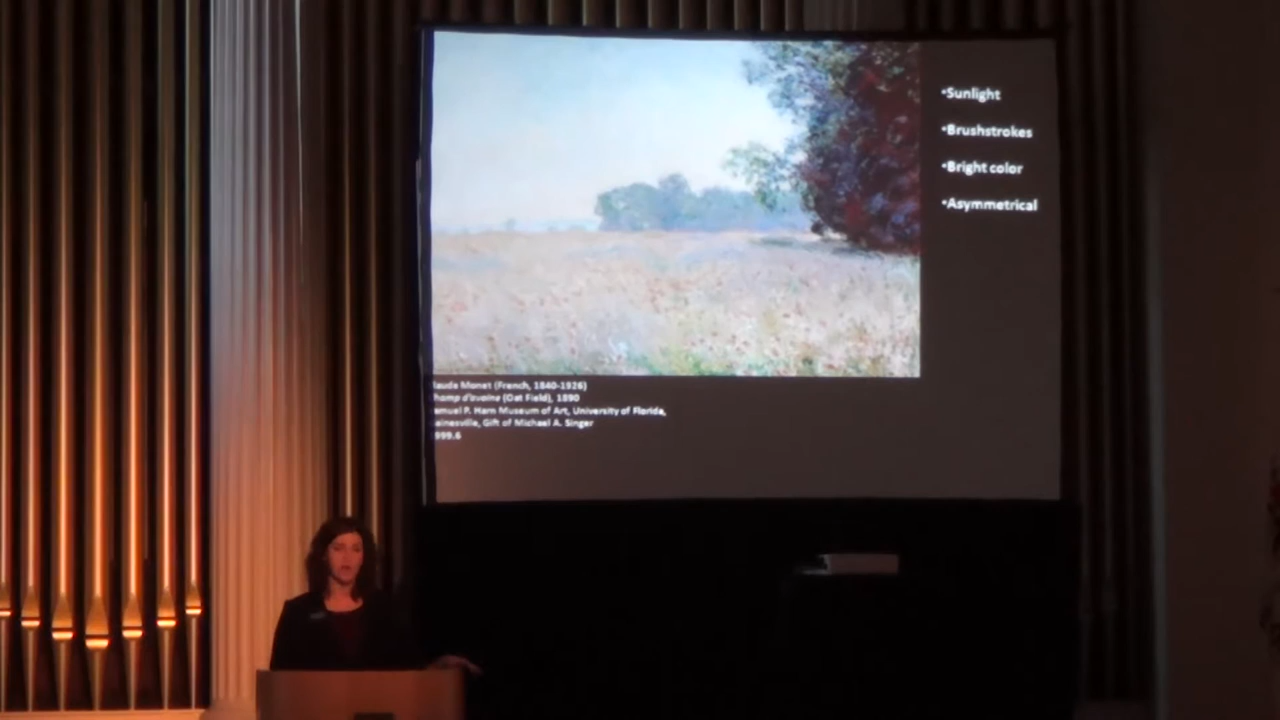 •Sunlight
•Brushstrokes
•Bright color
•Asymmetrical
laude Monet (French, 1840-1926)
hamp d'avoine (Oat Field), 1890
amuel P. Harn Museum of Art, University of Florida,
ainesville, Gift of Michael A. Singer
999.6